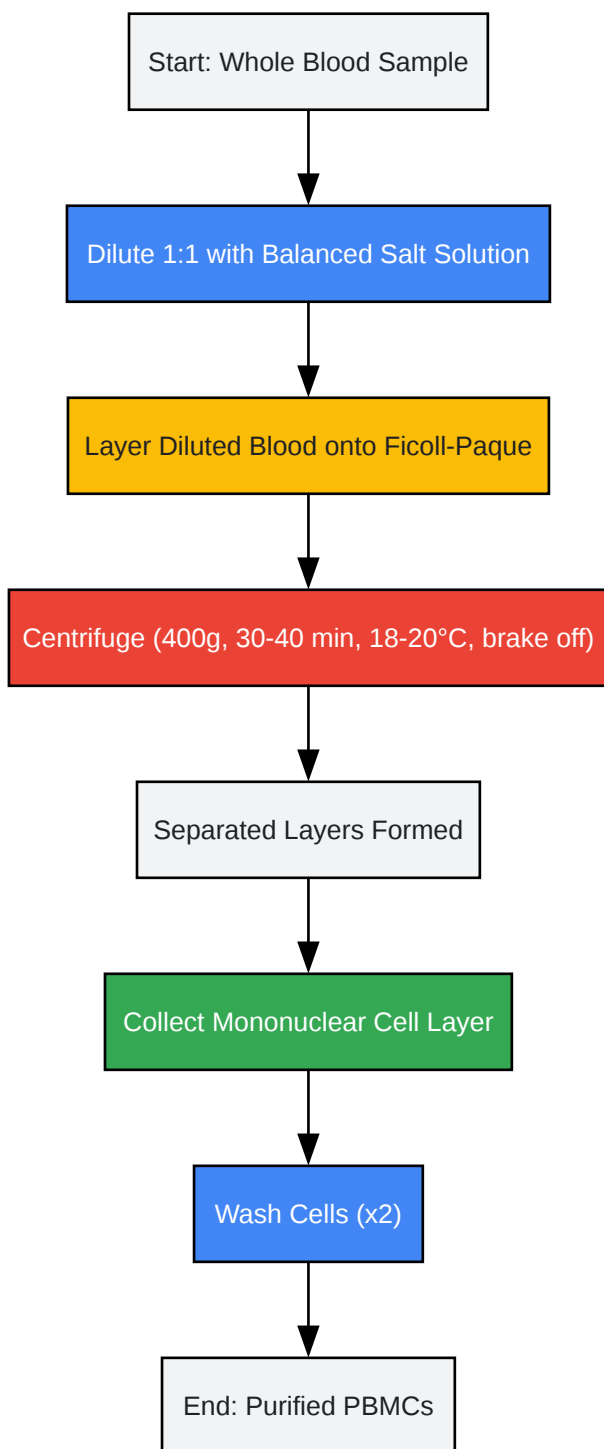 Start: Whole Blood Sample
Dilute 1:1 with Balanced Salt Solution
Layer Diluted Blood onto Ficoll-Paque
Centrifuge (400g, 30-40 min, 18-20°C, brake off)
Separated Layers Formed
Collect Mononuclear Cell Layer
Wash Cells (x2)
End: Purified PBMCs